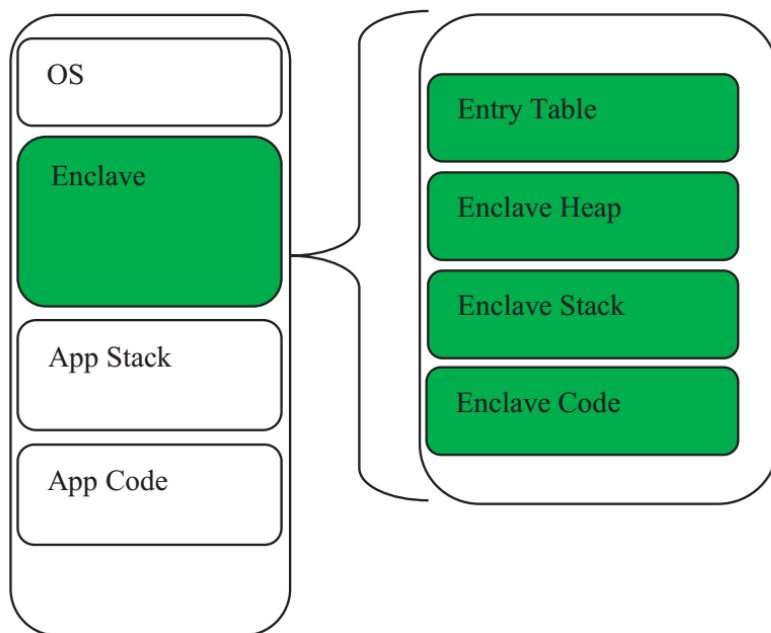 OS
Enclave
App Stack
App Code
Entry Table
Enclave Heap
Enclave Stack
Enclave Code